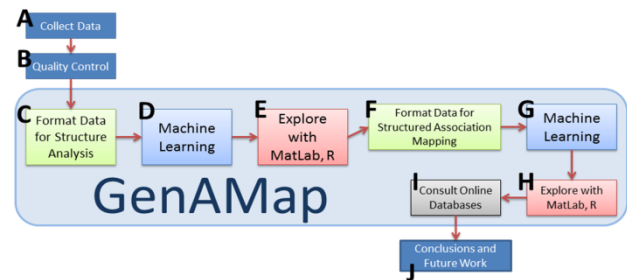 A
Collect Data
B
Quality Control
C
Format Data
for Structure
Analysis
D
Machine
Learning
E
Explore
with
MatLab, R
F
Format Data for
Structured Association
Mapping
G
Machine
Learning
H
Explore with
MatLab, R
I
Consult Online
Databases
GenAMap
J
Conclusions and
Future Work